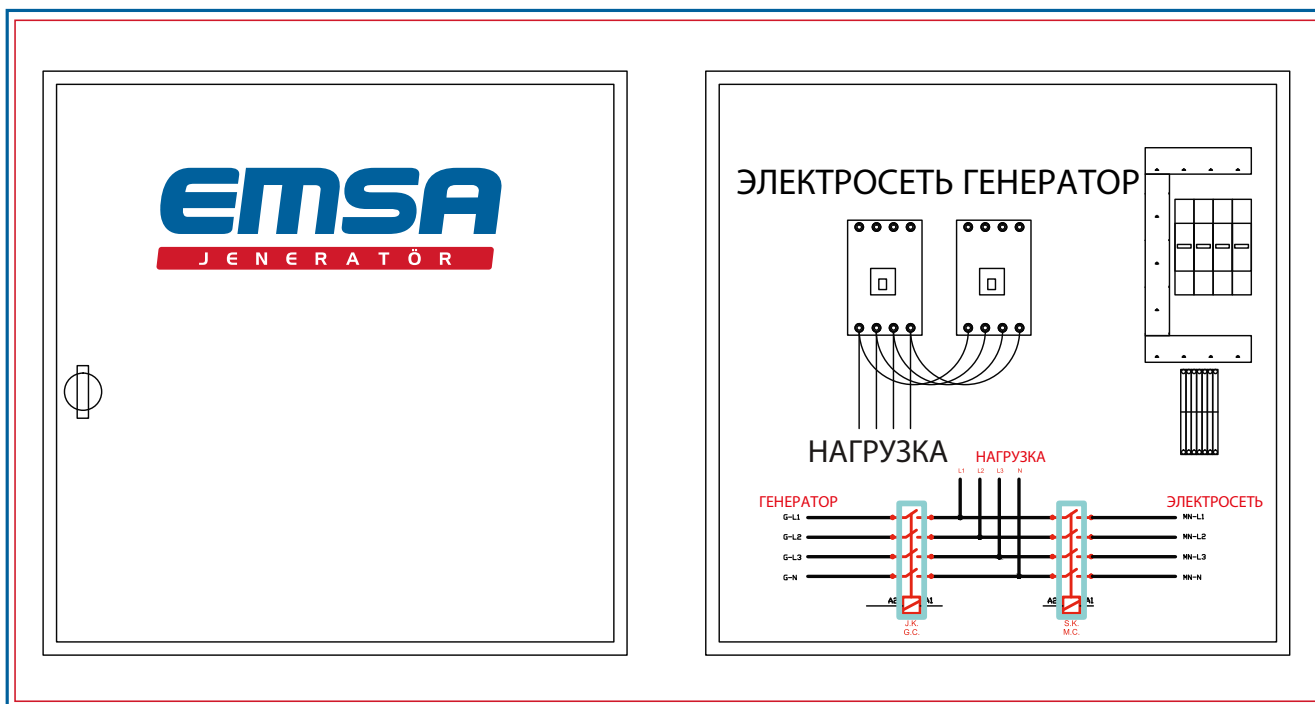 EMSA
JENERATÖR
ЭЛЕКТРОСЕТЬ ГЕНЕРАТОР
НАГРУЗКА
НАГРУЗКА
L1 L2 L3 N
ГЕНЕРАТОР
ЭЛЕКТРОСЕТЬ
G-L1
MN-L1
G-L2
MN-L2
G-L3
MN-L3
G-N
MN-N
A2 A1
A2 A1
J.K.
G.C.
S.K.
M.C.